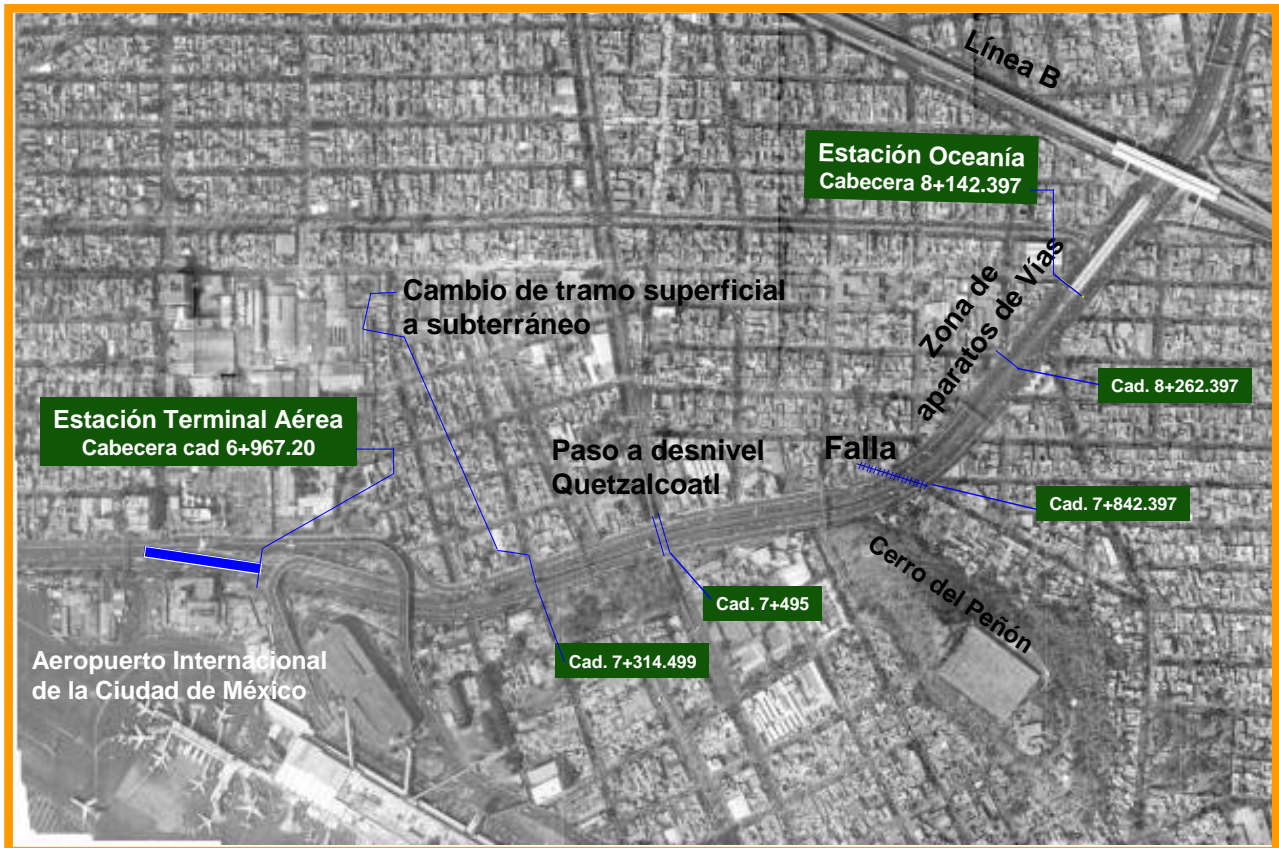 Línea B
Estación Oceanía
Cabecera 8+142.397
Zona de
aparatos de Vías
Cambio de tramo superficial
a subterráneo
Cad. 8+262.397
Estación Terminal Aérea
Cabecera cad 6+967.20
Paso a desnivel
Quetzalcoatl
Falla
Cad. 7+842.397
Cerro del Peñón
Cad. 7+495
Cad. 7+314.499
Aeropuerto Internacional
de la Ciudad de México